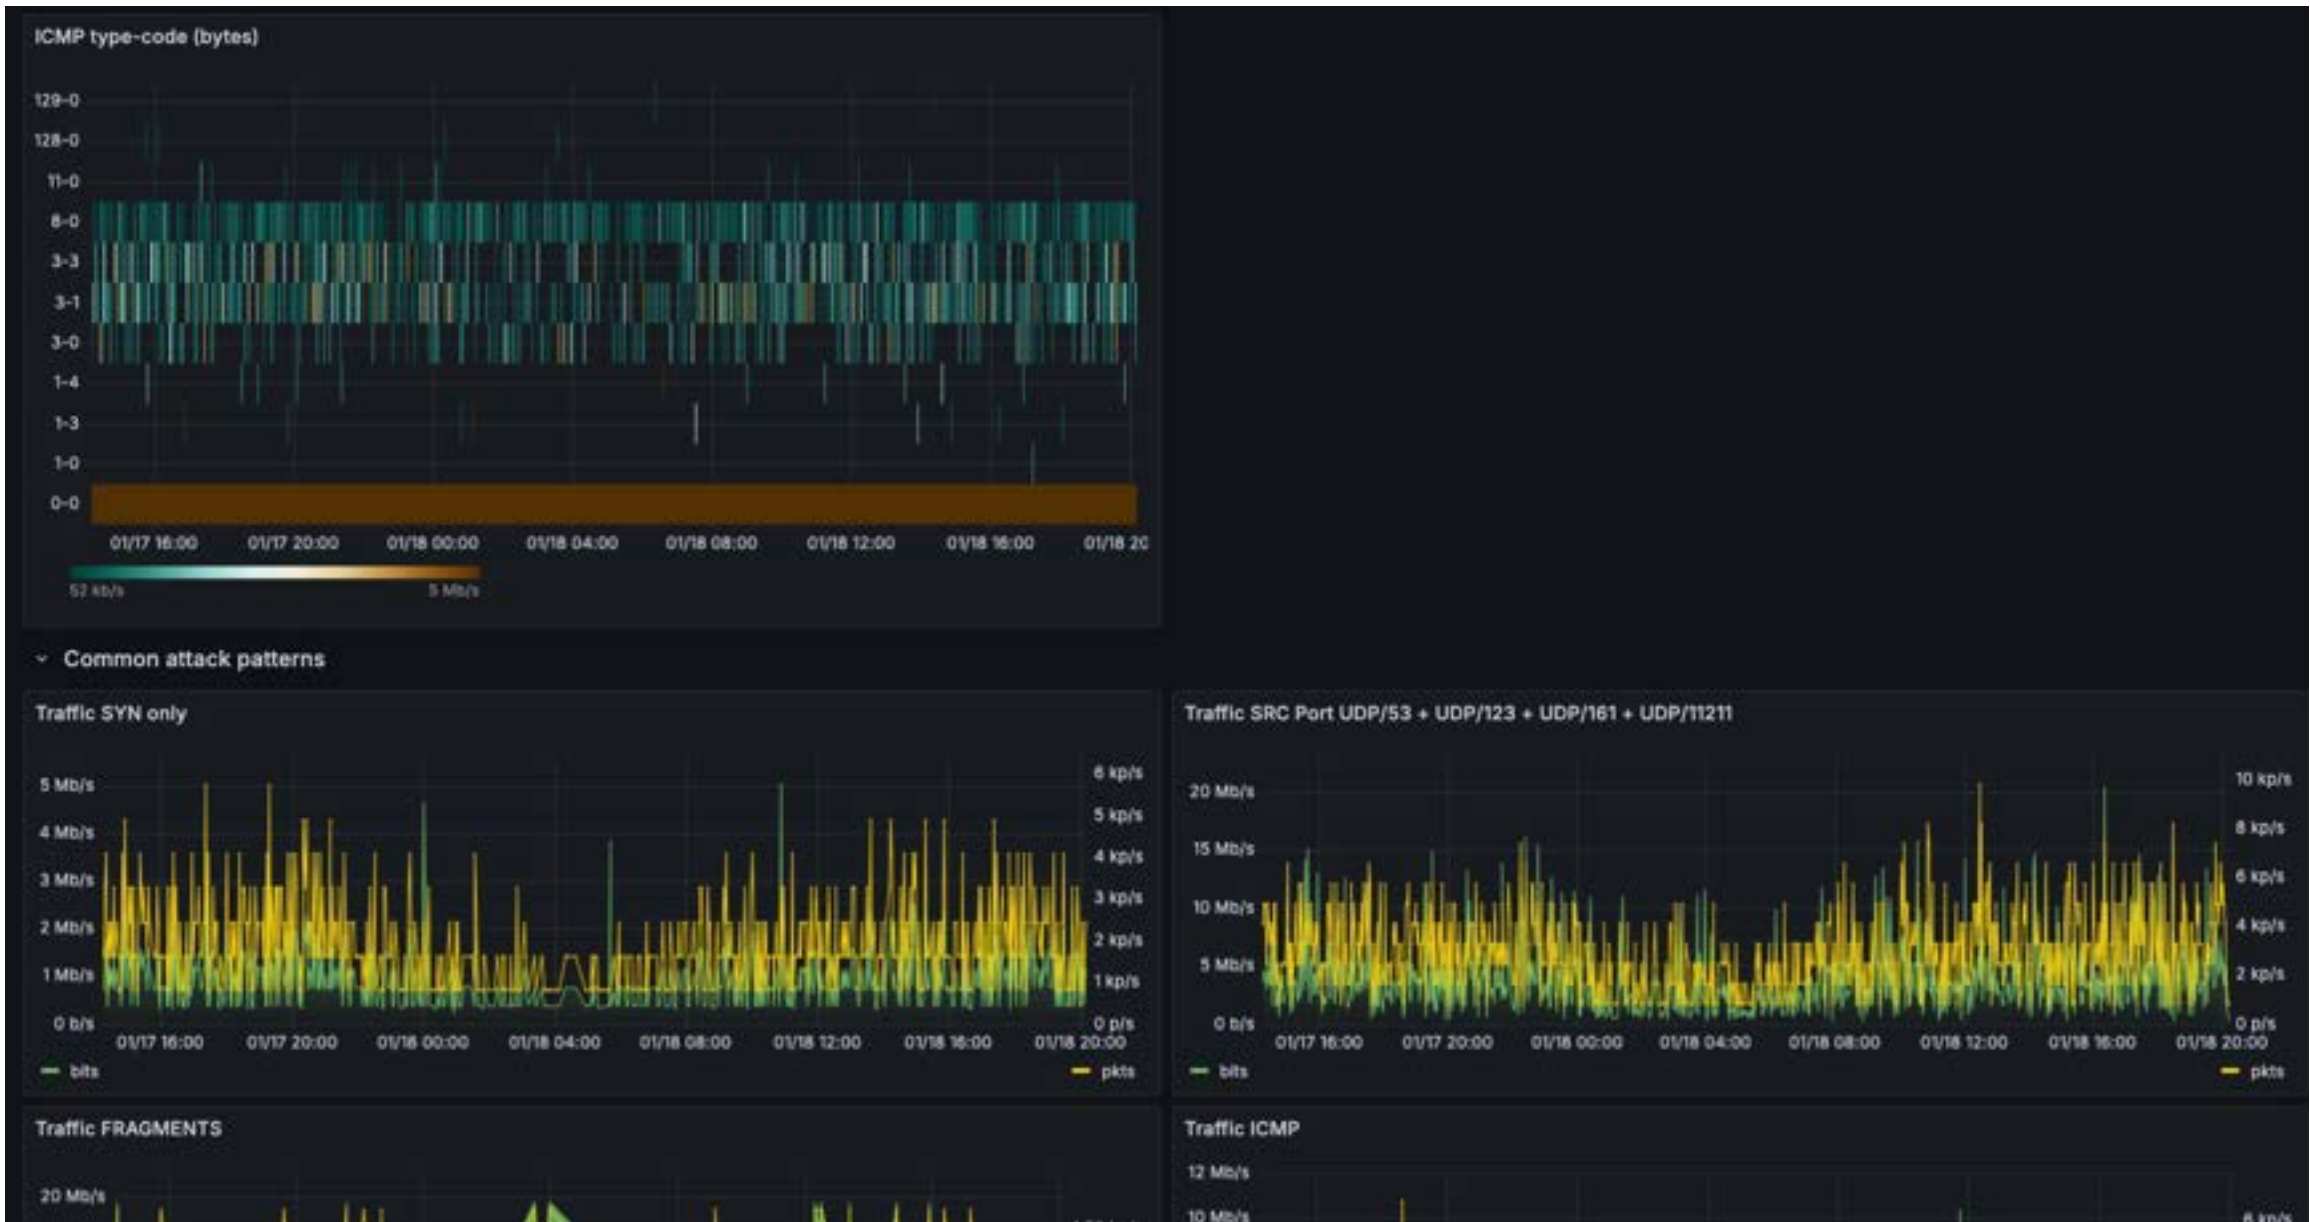 ICMP type-code (bytes)
129-0
128-0
11-0
8-0
3-3
3-1
3-0
1-4
1-3
1-0
0-0
01/17 16:00 01/17 20:00 01/18 00:00 01/18 04:00 01/18 08:00 01/18 12:00 01/18 16:00 01/18 20
52 kb/s 5 Mb/s
Common attack patterns
Traffic SYN only
5 Mb/s
4 Mb/s
3 Mb/s
2 Mb/s
1 Mb/s
0 b/s
6 kp/s
5 kp/s
4 kp/s
3 kp/s
2 kp/s
1 kp/s
0 p/s
01/17 16:00 01/17 20:00 01/18 00:00 01/18 04:00 01/18 08:00 01/18 12:00 01/18 16:00 01/18 20:00
bits pkts
Traffic SRC Port UDP/53 + UDP/123 + UDP/161 + UDP/11211
20 Mb/s
15 Mb/s
10 Mb/s
5 Mb/s
0 b/s
10 kp/s
8 kp/s
6 kp/s
4 kp/s
2 kp/s
0 p/s
01/17 16:00 01/17 20:00 01/18 00:00 01/18 04:00 01/18 08:00 01/18 12:00 01/18 16:00 01/18 20:00
bits pkts
Traffic FRAGMENTS
20 Mb/s
Traffic ICMP
12 Mb/s
10 Mb/s